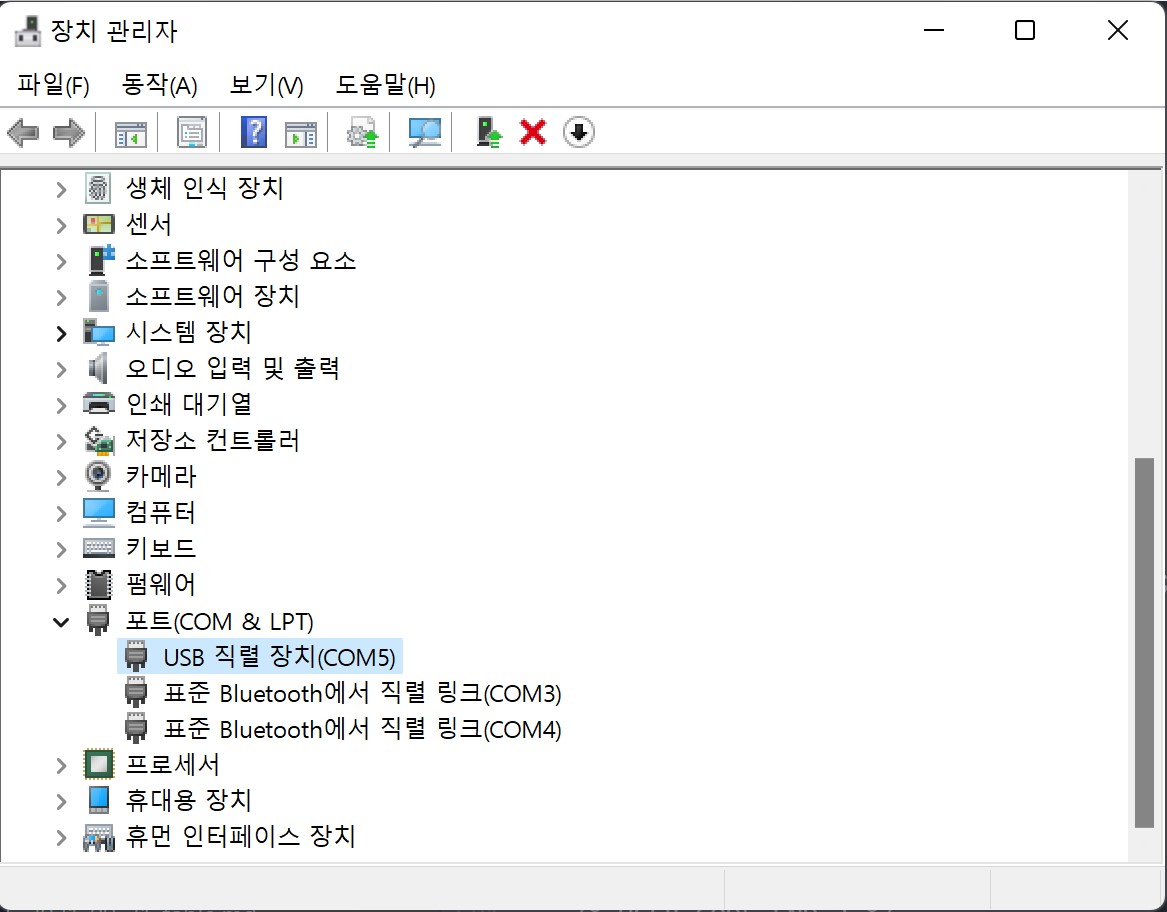 장치 관리자
파일(F) 동작(A) 보기(V) 도움말(H)
생체 인식 장치
센서
소프트웨어 구성 요소
소프트웨어 장치
시스템 장치
오디오 입력 및 출력
인쇄 대기열
저장소 컨트롤러
카메라
컴퓨터
키보드
펌웨어
포트(COM & LPT)
USB 직렬 장치(COM5)
표준 Bluetooth에서 직렬 링크(COM3)
표준 Bluetooth에서 직렬 링크(COM4)
프로세서
휴대용 장치
휴먼 인터페이스 장치